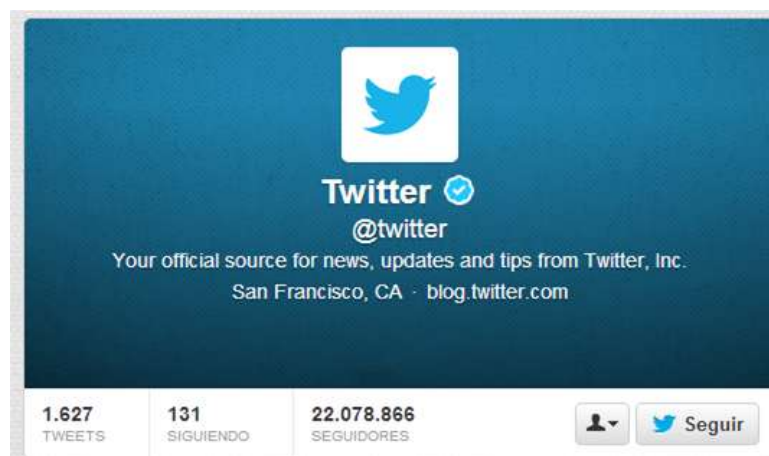 Twitter
@twitter
Your official source for news, updates and tips from Twitter, Inc.
San Francisco, CA · blog.twitter.com
1.627 131 22.078.866 Seguir
TWEETS SIGUIENDO SEGUIDORES